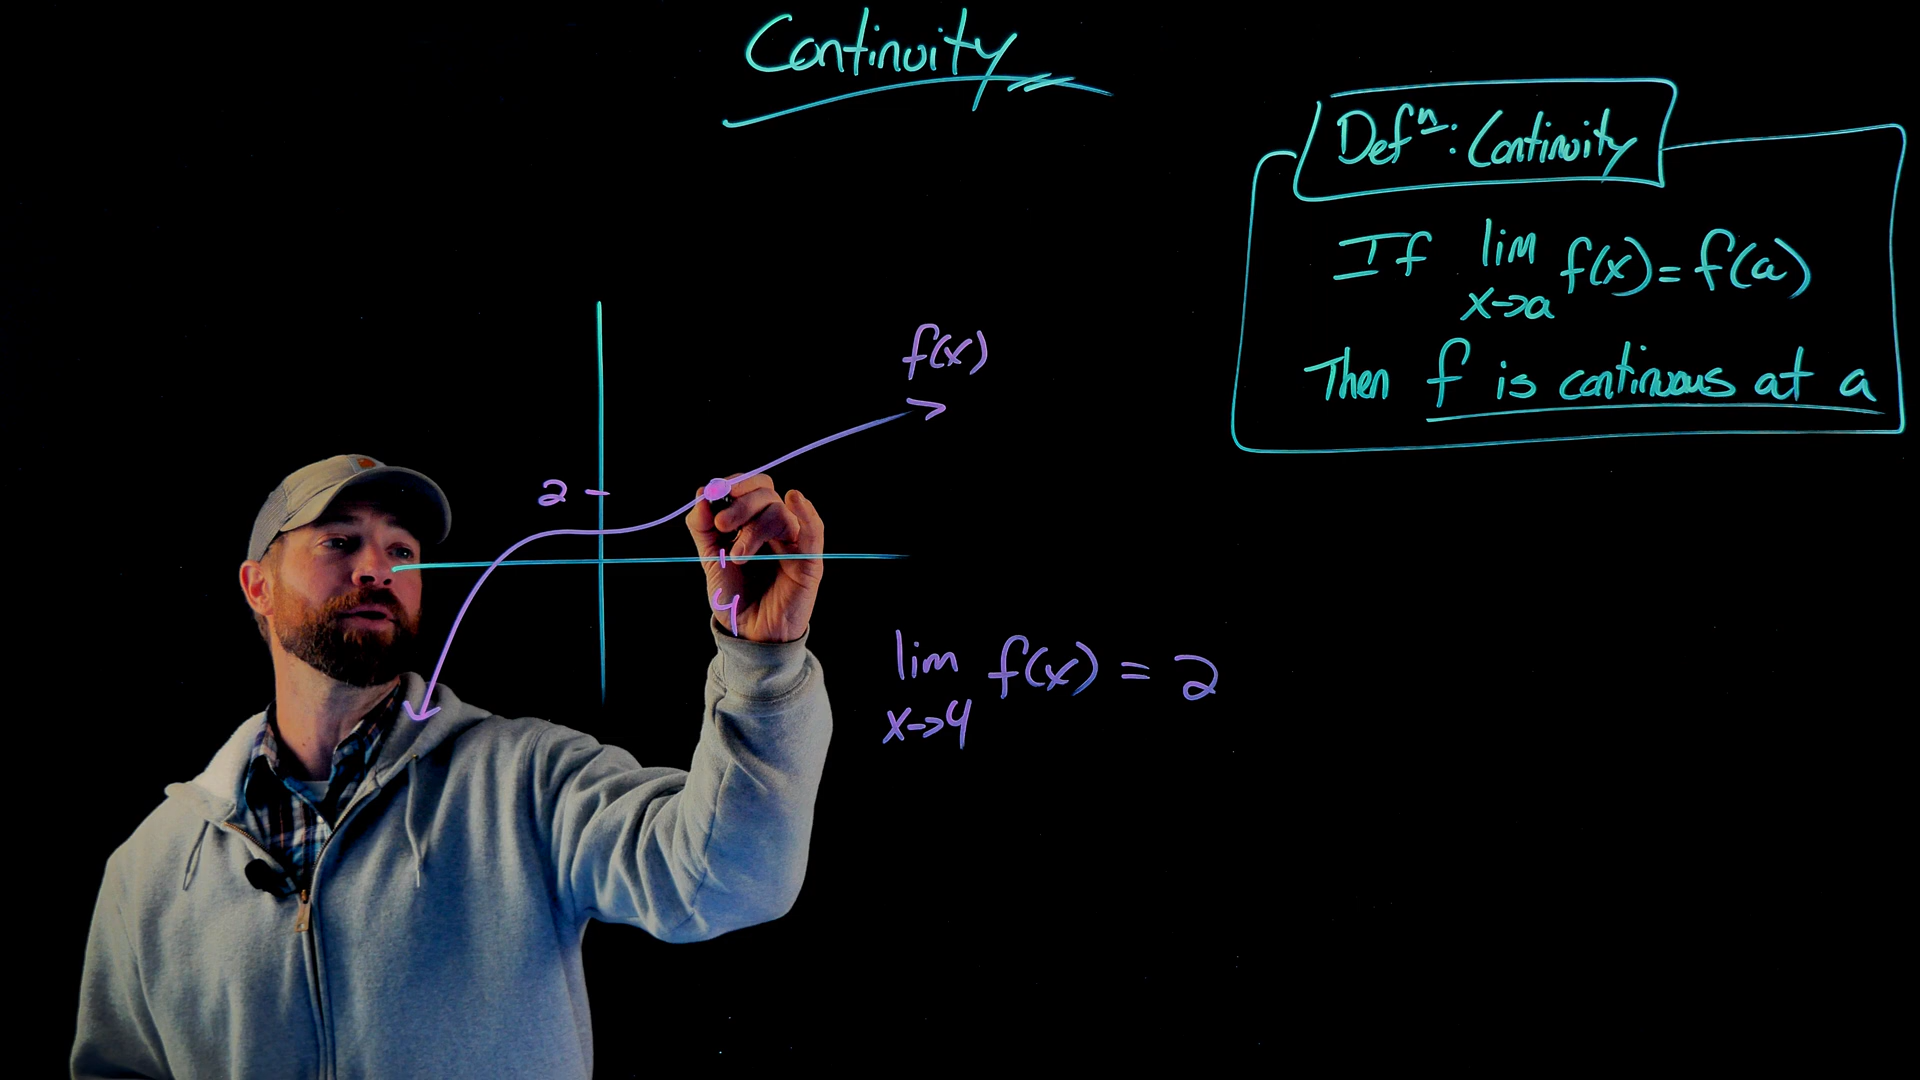 Continuity
Defⁿ: Continuity
If lim f(x) = f(a)
x→a
Then f is continuous at a
f(x)
2
4
lim f(x) = 2
x→4